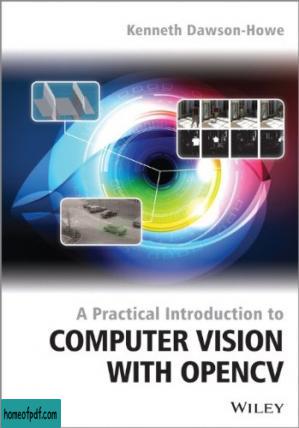 Kenneth Dawson-Howe
A Practical Introduction to
COMPUTER VISION
WITH OPENCV
homeofpdf.com
WILEY